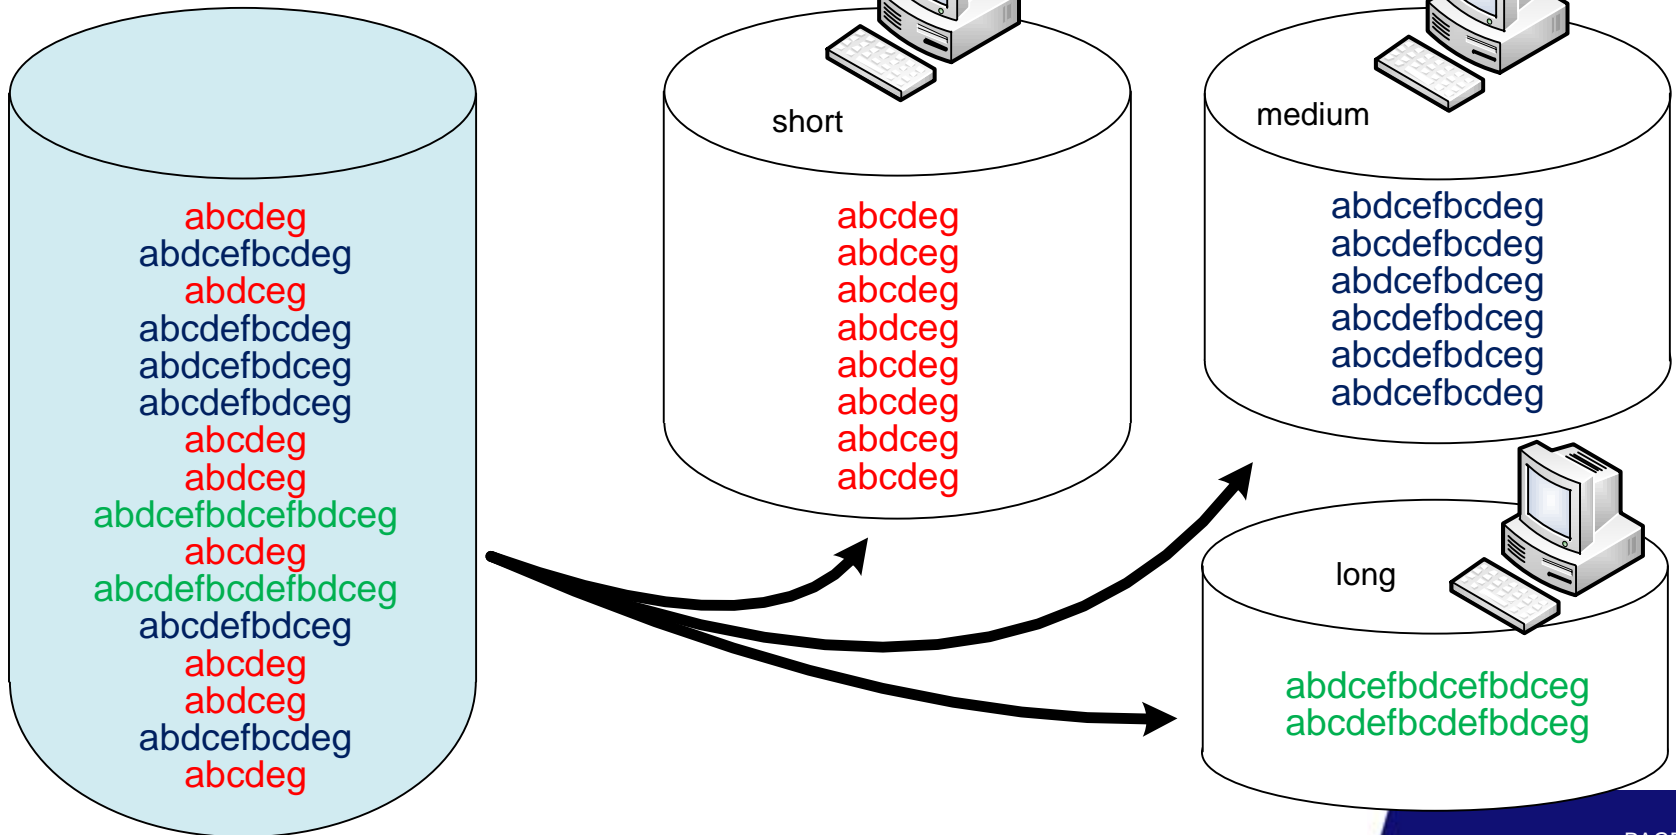 abcdeg
abdcefbcdeg
abdceg
abcdefbcdeg
abdcefbdceg
abcdefbdceg
abcdeg
abdceg
abdcefbdcefbdceg
abcdeg
abcdefbcdefbdceg
abcdefbdceg
abcdeg
abdceg
abdcefbcdeg
abcdeg
short
abcdeg
abdceg
abcdeg
abdceg
abcdeg
abcdeg
abdceg
abcdeg
medium
abdcefbcdeg
abcdefbcdeg
abdcefbdceg
abcdefbdceg
abcdefbdceg
abdcefbcdeg
long
abdcefbdcefbdceg
abcdefbcdefbdceg